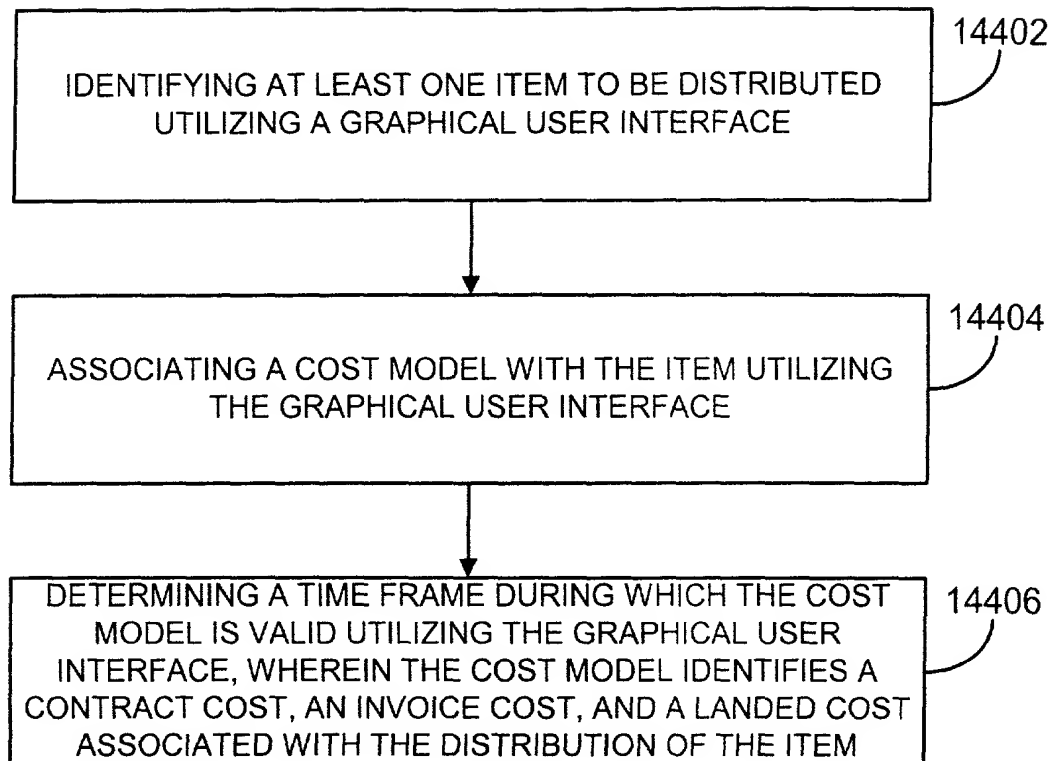 14402
IDENTIFYING AT LEAST ONE ITEM TO BE DISTRIBUTED
UTILIZING A GRAPHICAL USER INTERFACE
14404
ASSOCIATING A COST MODEL WITH THE ITEM UTILIZING
THE GRAPHICAL USER INTERFACE
14406
DETERMINING A TIME FRAME DURING WHICH THE COST
MODEL IS VALID UTILIZING THE GRAPHICAL USER
INTERFACE, WHEREIN THE COST MODEL IDENTIFIES A
CONTRACT COST, AN INVOICE COST, AND A LANDED COST
ASSOCIATED WITH THE DISTRIBUTION OF THE ITEM